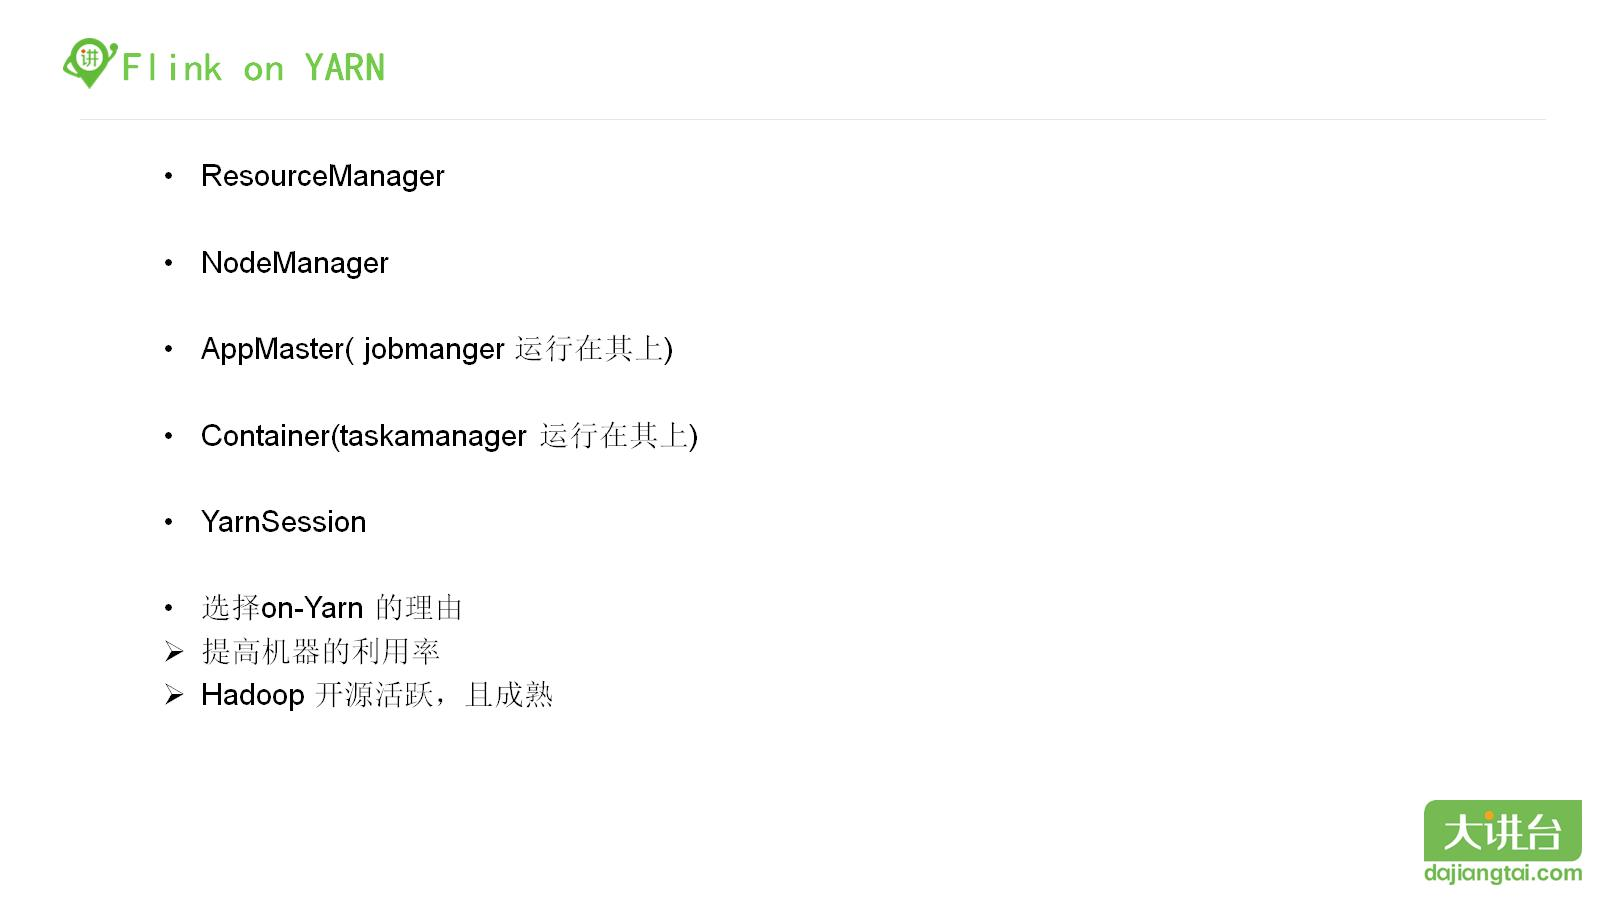 讲
Flink on YARN
• ResourceManager
• NodeManager
• AppMaster( jobmanger 运行在其上)
• Container(taskamanager 运行在其上)
• YarnSession
• 选择on-Yarn 的理由
➢ 提高机器的利用率
➢ Hadoop 开源活跃，且成熟
大讲台
dajiangtai.com